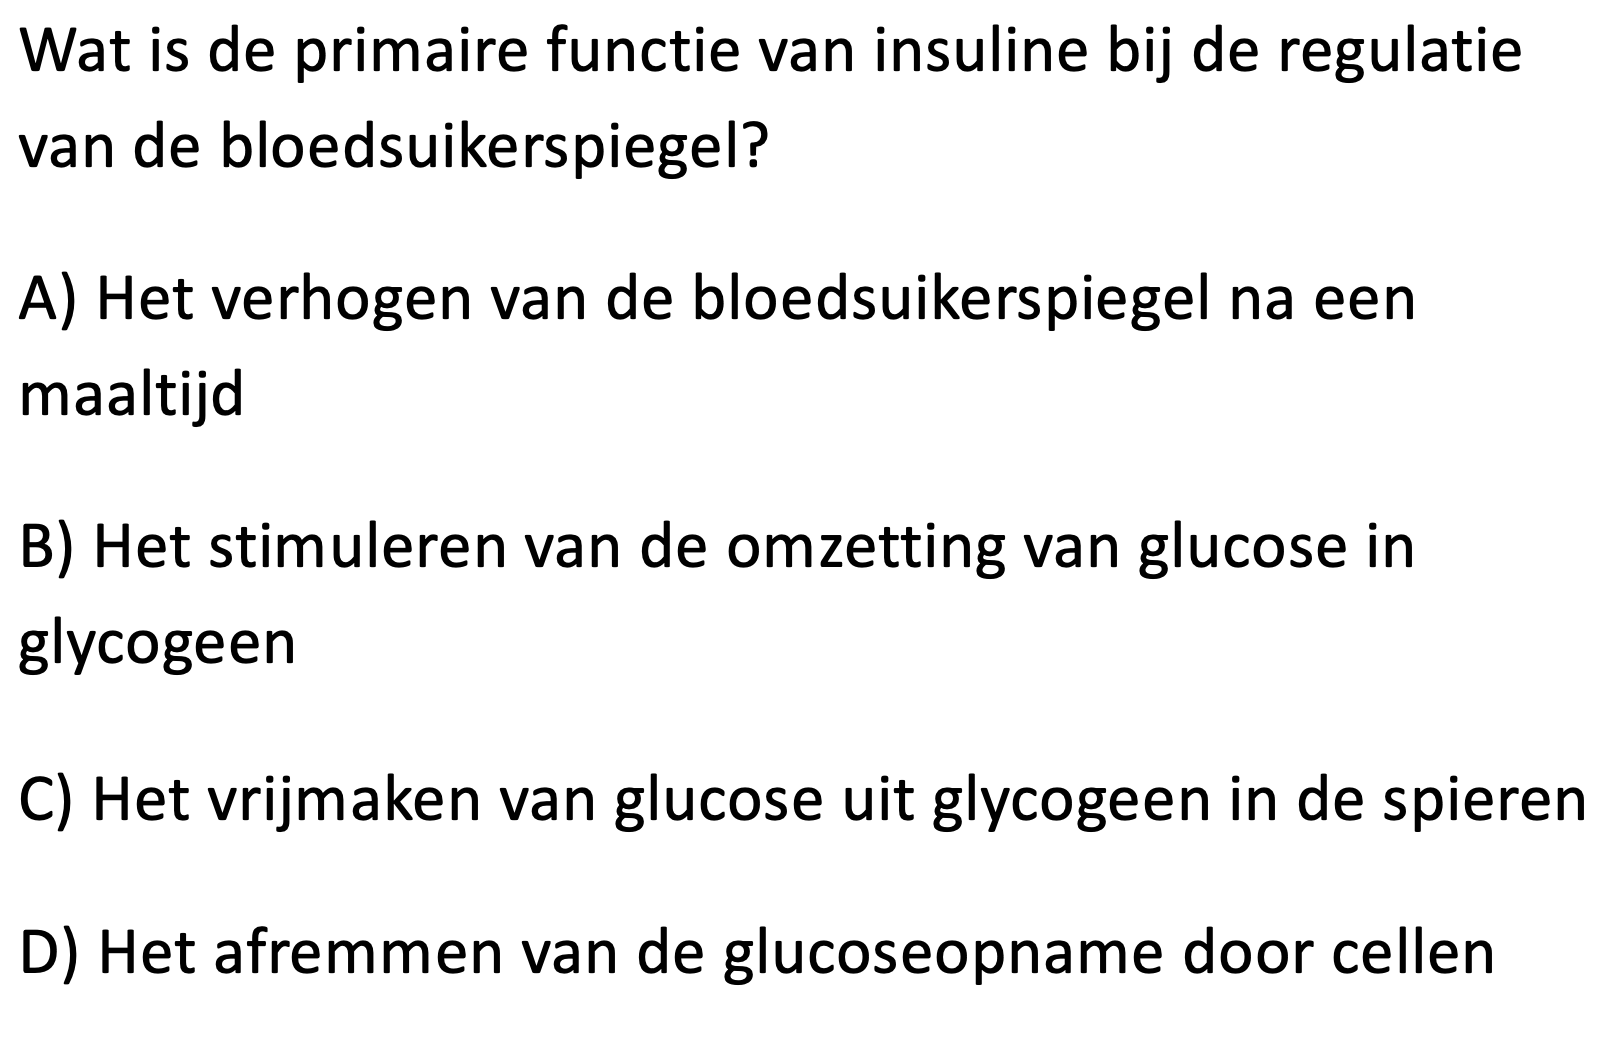 Wat is de primaire functie van insuline bij de regulatie
van de bloedsuikerspiegel?
A) Het verhogen van de bloedsuikerspiegel na een
maaltijd
B) Het stimuleren van de omzetting van glucose in
glycogeen
C) Het vrijmaken van glucose uit glycogeen in de spieren
D) Het afremmen van de glucoseopname door cellen